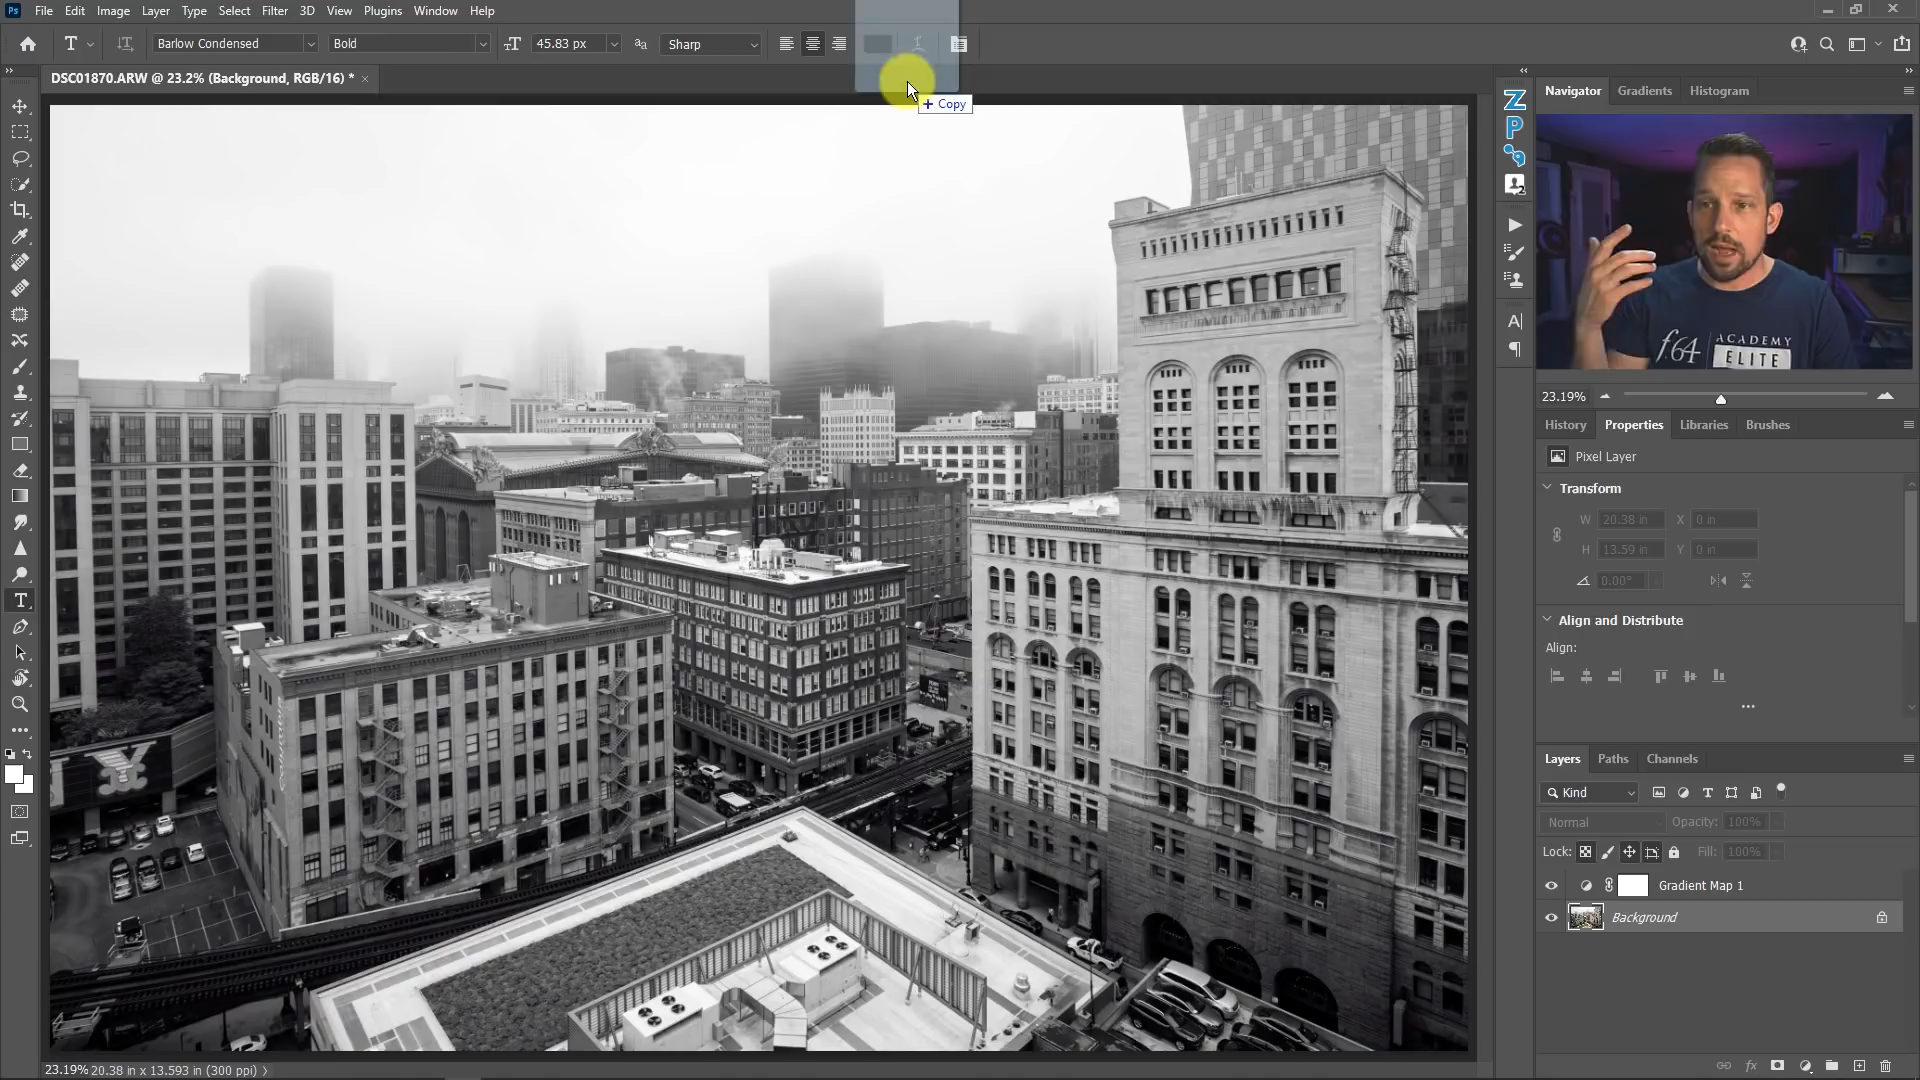 Ps File Edit Image Layer Type Select Filter 3D View Plugins Window Help
Barlow Condensed Bold 45.83 px aa Sharp
DSC01870.ARW @ 23.2% (Background, RGB/16) * ×
+ Copy
Navigator Gradients Histogram
Z
P
f.64 ACADEMY
ELITE
23.19%
History Properties Libraries Brushes
Pixel Layer
Transform
W 20.38 in X 0 in
H 13.59 in Y 0 in
0.00°
Align and Distribute
Align:
Layers Paths Channels
Kind
Normal Opacity: 100%
Lock: Fill: 100%
Gradient Map 1
Background
fx
23.19% 20.38 in x 13.593 in (300 ppi)